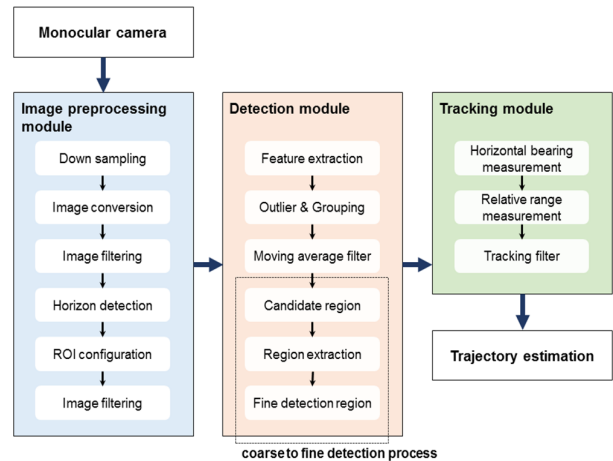 Monocular camera
Image preprocessing
module
Down sampling
Image conversion
Image filtering
Horizon detection
ROI configuration
Image filtering
Detection module
Feature extraction
Outlier & Grouping
Moving average filter
Candidate region
Region extraction
Fine detection region
coarse to fine detection process
Tracking module
Horizontal bearing
measurement
Relative range
measurement
Tracking filter
Trajectory estimation